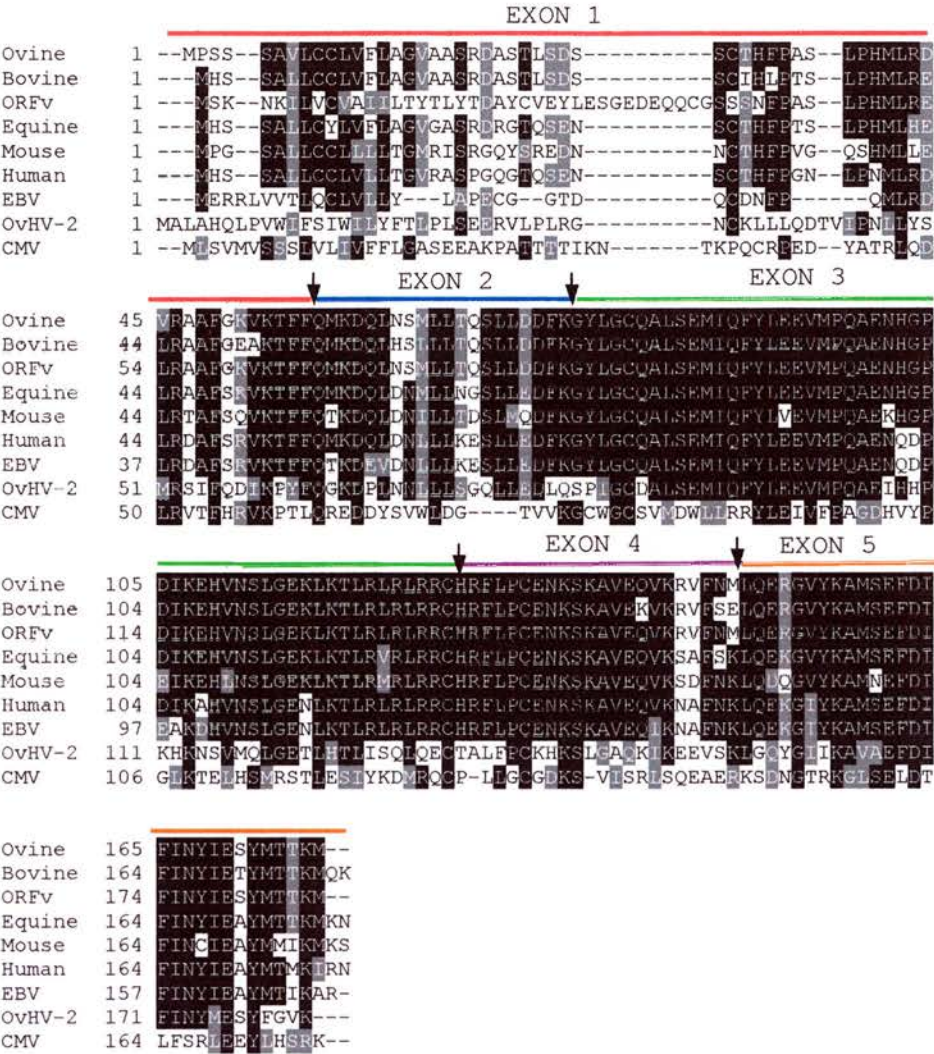 EXON 1
Ovine 1 ---MPSS--SAVLCCLVFLAGVAASRDASTLSDS----------SCTHFPAS--LPHMLRD
Bovine 1 ---MHS--SAVLCCLVFLAGVAASRDASTLSDS----------SCIHLPTS--LPHMLRE
ORFv 1 ---MSK--NKILVCVAIILTYTLYTDAYCVEYLESGEDEQQCGSSSNFPAS--LPHMLRE
Equine 1 ---MHS--SALLCYLVFLAGVGASRDRGTQSEN----------SCTHFPTS--LPHMLHE
Mouse 1 ---MPG--SALLCCLLLLTGMRISRGQYSREDN----------NCTHFPVG--QSHMLLE
Human 1 ---MHS--SALLCCLVLLTGVRASPGQGTQSEN----------SCTHFPGN--LPNMLRD
EBV 1 ---MERRLVVTLQCLVLLY---LAPECG--GTD----------QCDNFP-----QMLRD
OvHV-2 1 MALAHQLPVWIFSIWILYFTLPLSEERVLPLRG----------NCKLLLQDTVIPNLLYS
CMV 1 --MLSVMVSSSLVLIVFFLGASEEAKPATTTTIKN--------TKPQCRPED-YATRLQD
EXON 2 EXON 3
Ovine 45 VRAAFGKVKTFFQMKDQLNSMLLTQSLLDDFKGYLGCQALSEMIQFYLEEVMPQAENHGP
Bovine 44 LRAAFGEAKTFFQMKDQLHSLLLTQSLLDDFKGYLGCQALSEMIQFYLEEVMPQAENHGP
ORFv 54 LRAAFGKVKTFFQMKDQLNSMLLTQSLLDDFKGYLGCQALSEMIQFYLEEVMPQAENHGP
Equine 44 LRAAFSRVKTFFQMKDQLDNMLLNGSLLEDFKGYLGCQALSEMIQFYLEEVMPQAENHGP
Mouse 44 LRTAFSQVKTFFQTKDQLDNILLTDSLMQDFKGYLGCQALSEMIQFYLVEVMPQAEKHGP
Human 44 LRDAFSRVKTFFQMKDQLDNLLLKESLLEDFKGYLGCQALSEMIQFYLEEVMPQAENQDP
EBV 37 LRDAFSRVKTFFQTKDEVDNLLLKESLLEDFKGYLGCQALSEMIQFYLEEVMPQAENQDP
OvHV-2 51 MRSIFQDIKPYFQGKDPLNNLLLSGQLLEDLQSPIGCDALSEMIQFYLEEVMPQAEIHHP
CMV 50 LRVTFHRVKPTLQREDDYSVWLDG----TVVKGCWGCSVMDWLLRRYLEIVFPAGDHVYP
EXON 4 EXON 5
Ovine 105 DIKEHVNSLGEKLKTLRLRLRRCHRFLPCENKSKAVEQVKRVFNMLQERGVYKAMSEFDI
Bovine 104 DIKEHVNSLGEKLKTLRLRLRRCHRFLPCENKSKAVEKVKRVFSELQERGVYKAMSEFDI
ORFv 114 DIKEHVNSLGEKLKTLRLRLRRCHRFLPCENKSKAVEQVKRVFNMLQERGVYKAMSEFDI
Equine 104 DIKEHVNSLGEKLKTLRVRLRRCHRFLPCENKSKAVEQVKSAFSKLQEKGVYKAMSEFDI
Mouse 104 EIKEHLNSLGEKLKTLRMRLRRCHRFLPCENKSKAVEQVKSDFNKLQDQGVYKAMNEFDI
Human 104 DIKAHVNSLGENLKTLRLRLRRCHRFLPCENKSKAVEQVKNAFNKLQEKGIYKAMSEFDI
EBV 97 EAKDHVNSLGENLKTLRLRLRRCHRFLPCENKSKAVEQIKNAFNKLQEKGIYKAMSEFDI
OvHV-2 111 KHKNSVMQLGETLHTLISQLQECTALFPCKHKSLGAQKIKEEVSKLGQYGIIKAVAEFDI
CMV 106 GLKTELHSMRSTLESIYKDMRQCP-LLGCGDKS-VISRLSQEAERKSDNGTRKGLSELDT
Ovine 165 FINYIESYMTTKM--
Bovine 164 FINYIETYMTTKMQK
ORFv 174 FINYIESYMTTKM--
Equine 164 FINYIEAYMTTKMKN
Mouse 164 FINCIEAYMMIKMKS
Human 164 FINYIEAYMTMKIRN
EBV 157 FINYIEAYMTIKAR-
OvHV-2 171 FINYMESYFGVK---
CMV 164 LFSRLEEYLHSRK--